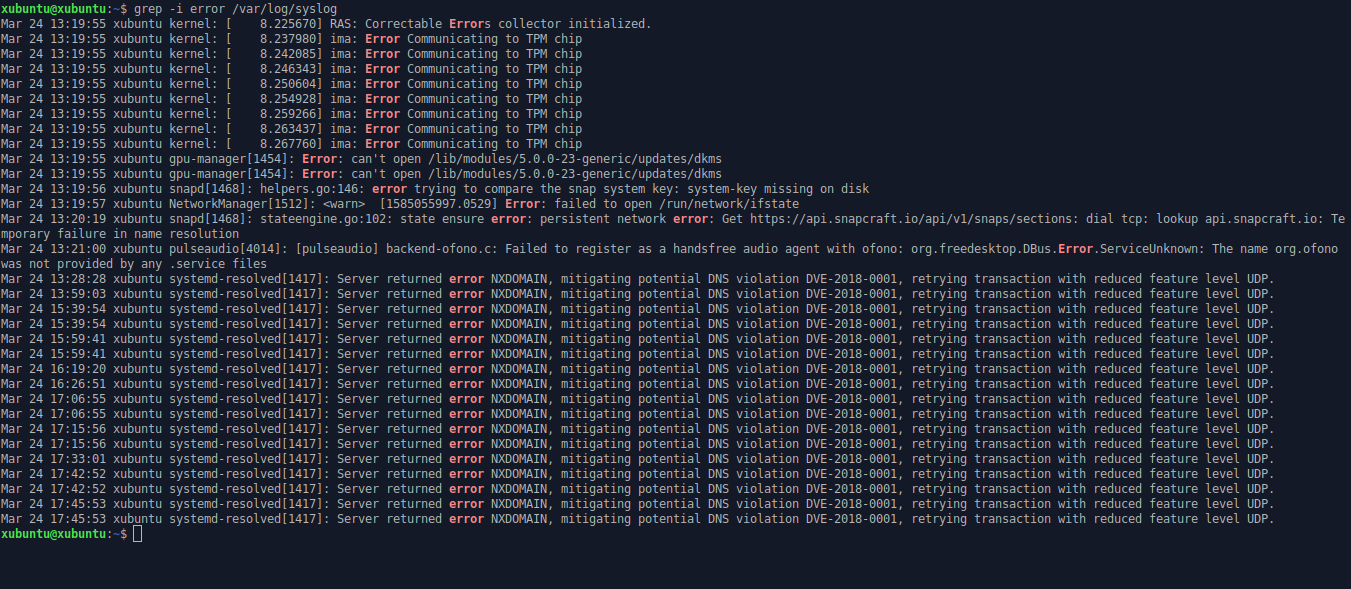 xubuntu@xubuntu:~$ grep -i error /var/log/syslog
Mar 24 13:19:55 xubuntu kernel: [    8.225670] RAS: Correctable Errors collector initialized.
Mar 24 13:19:55 xubuntu kernel: [    8.237980] ima: Error Communicating to TPM chip
Mar 24 13:19:55 xubuntu kernel: [    8.242085] ima: Error Communicating to TPM chip
Mar 24 13:19:55 xubuntu kernel: [    8.246343] ima: Error Communicating to TPM chip
Mar 24 13:19:55 xubuntu kernel: [    8.250604] ima: Error Communicating to TPM chip
Mar 24 13:19:55 xubuntu kernel: [    8.254928] ima: Error Communicating to TPM chip
Mar 24 13:19:55 xubuntu kernel: [    8.259266] ima: Error Communicating to TPM chip
Mar 24 13:19:55 xubuntu kernel: [    8.263437] ima: Error Communicating to TPM chip
Mar 24 13:19:55 xubuntu kernel: [    8.267760] ima: Error Communicating to TPM chip
Mar 24 13:19:55 xubuntu gpu-manager[1454]: Error: can't open /lib/modules/5.0.0-23-generic/updates/dkms
Mar 24 13:19:55 xubuntu gpu-manager[1454]: Error: can't open /lib/modules/5.0.0-23-generic/updates/dkms
Mar 24 13:19:56 xubuntu snapd[1468]: helpers.go:146: error trying to compare the snap system key: system-key missing on disk
Mar 24 13:19:57 xubuntu NetworkManager[1512]: <warn>  [1585055997.0529] Error: failed to open /run/network/ifstate
Mar 24 13:20:19 xubuntu snapd[1468]: stateengine.go:102: state ensure error: persistent network error: Get https://api.snapcraft.io/api/v1/snaps/sections: dial tcp: lookup api.snapcraft.io: Te
mporary failure in name resolution
Mar 24 13:21:00 xubuntu pulseaudio[4014]: [pulseaudio] backend-ofono.c: Failed to register as a handsfree audio agent with ofono: org.freedesktop.DBus.Error.ServiceUnknown: The name org.ofono
was not provided by any .service files
Mar 24 13:28:28 xubuntu systemd-resolved[1417]: Server returned error NXDOMAIN, mitigating potential DNS violation DVE-2018-0001, retrying transaction with reduced feature level UDP.
Mar 24 13:59:03 xubuntu systemd-resolved[1417]: Server returned error NXDOMAIN, mitigating potential DNS violation DVE-2018-0001, retrying transaction with reduced feature level UDP.
Mar 24 15:39:54 xubuntu systemd-resolved[1417]: Server returned error NXDOMAIN, mitigating potential DNS violation DVE-2018-0001, retrying transaction with reduced feature level UDP.
Mar 24 15:39:54 xubuntu systemd-resolved[1417]: Server returned error NXDOMAIN, mitigating potential DNS violation DVE-2018-0001, retrying transaction with reduced feature level UDP.
Mar 24 15:59:41 xubuntu systemd-resolved[1417]: Server returned error NXDOMAIN, mitigating potential DNS violation DVE-2018-0001, retrying transaction with reduced feature level UDP.
Mar 24 15:59:41 xubuntu systemd-resolved[1417]: Server returned error NXDOMAIN, mitigating potential DNS violation DVE-2018-0001, retrying transaction with reduced feature level UDP.
Mar 24 16:19:20 xubuntu systemd-resolved[1417]: Server returned error NXDOMAIN, mitigating potential DNS violation DVE-2018-0001, retrying transaction with reduced feature level UDP.
Mar 24 16:26:51 xubuntu systemd-resolved[1417]: Server returned error NXDOMAIN, mitigating potential DNS violation DVE-2018-0001, retrying transaction with reduced feature level UDP.
Mar 24 17:06:55 xubuntu systemd-resolved[1417]: Server returned error NXDOMAIN, mitigating potential DNS violation DVE-2018-0001, retrying transaction with reduced feature level UDP.
Mar 24 17:06:55 xubuntu systemd-resolved[1417]: Server returned error NXDOMAIN, mitigating potential DNS violation DVE-2018-0001, retrying transaction with reduced feature level UDP.
Mar 24 17:15:56 xubuntu systemd-resolved[1417]: Server returned error NXDOMAIN, mitigating potential DNS violation DVE-2018-0001, retrying transaction with reduced feature level UDP.
Mar 24 17:15:56 xubuntu systemd-resolved[1417]: Server returned error NXDOMAIN, mitigating potential DNS violation DVE-2018-0001, retrying transaction with reduced feature level UDP.
Mar 24 17:33:01 xubuntu systemd-resolved[1417]: Server returned error NXDOMAIN, mitigating potential DNS violation DVE-2018-0001, retrying transaction with reduced feature level UDP.
Mar 24 17:42:52 xubuntu systemd-resolved[1417]: Server returned error NXDOMAIN, mitigating potential DNS violation DVE-2018-0001, retrying transaction with reduced feature level UDP.
Mar 24 17:42:52 xubuntu systemd-resolved[1417]: Server returned error NXDOMAIN, mitigating potential DNS violation DVE-2018-0001, retrying transaction with reduced feature level UDP.
Mar 24 17:45:53 xubuntu systemd-resolved[1417]: Server returned error NXDOMAIN, mitigating potential DNS violation DVE-2018-0001, retrying transaction with reduced feature level UDP.
Mar 24 17:45:53 xubuntu systemd-resolved[1417]: Server returned error NXDOMAIN, mitigating potential DNS violation DVE-2018-0001, retrying transaction with reduced feature level UDP.
xubuntu@xubuntu:~$